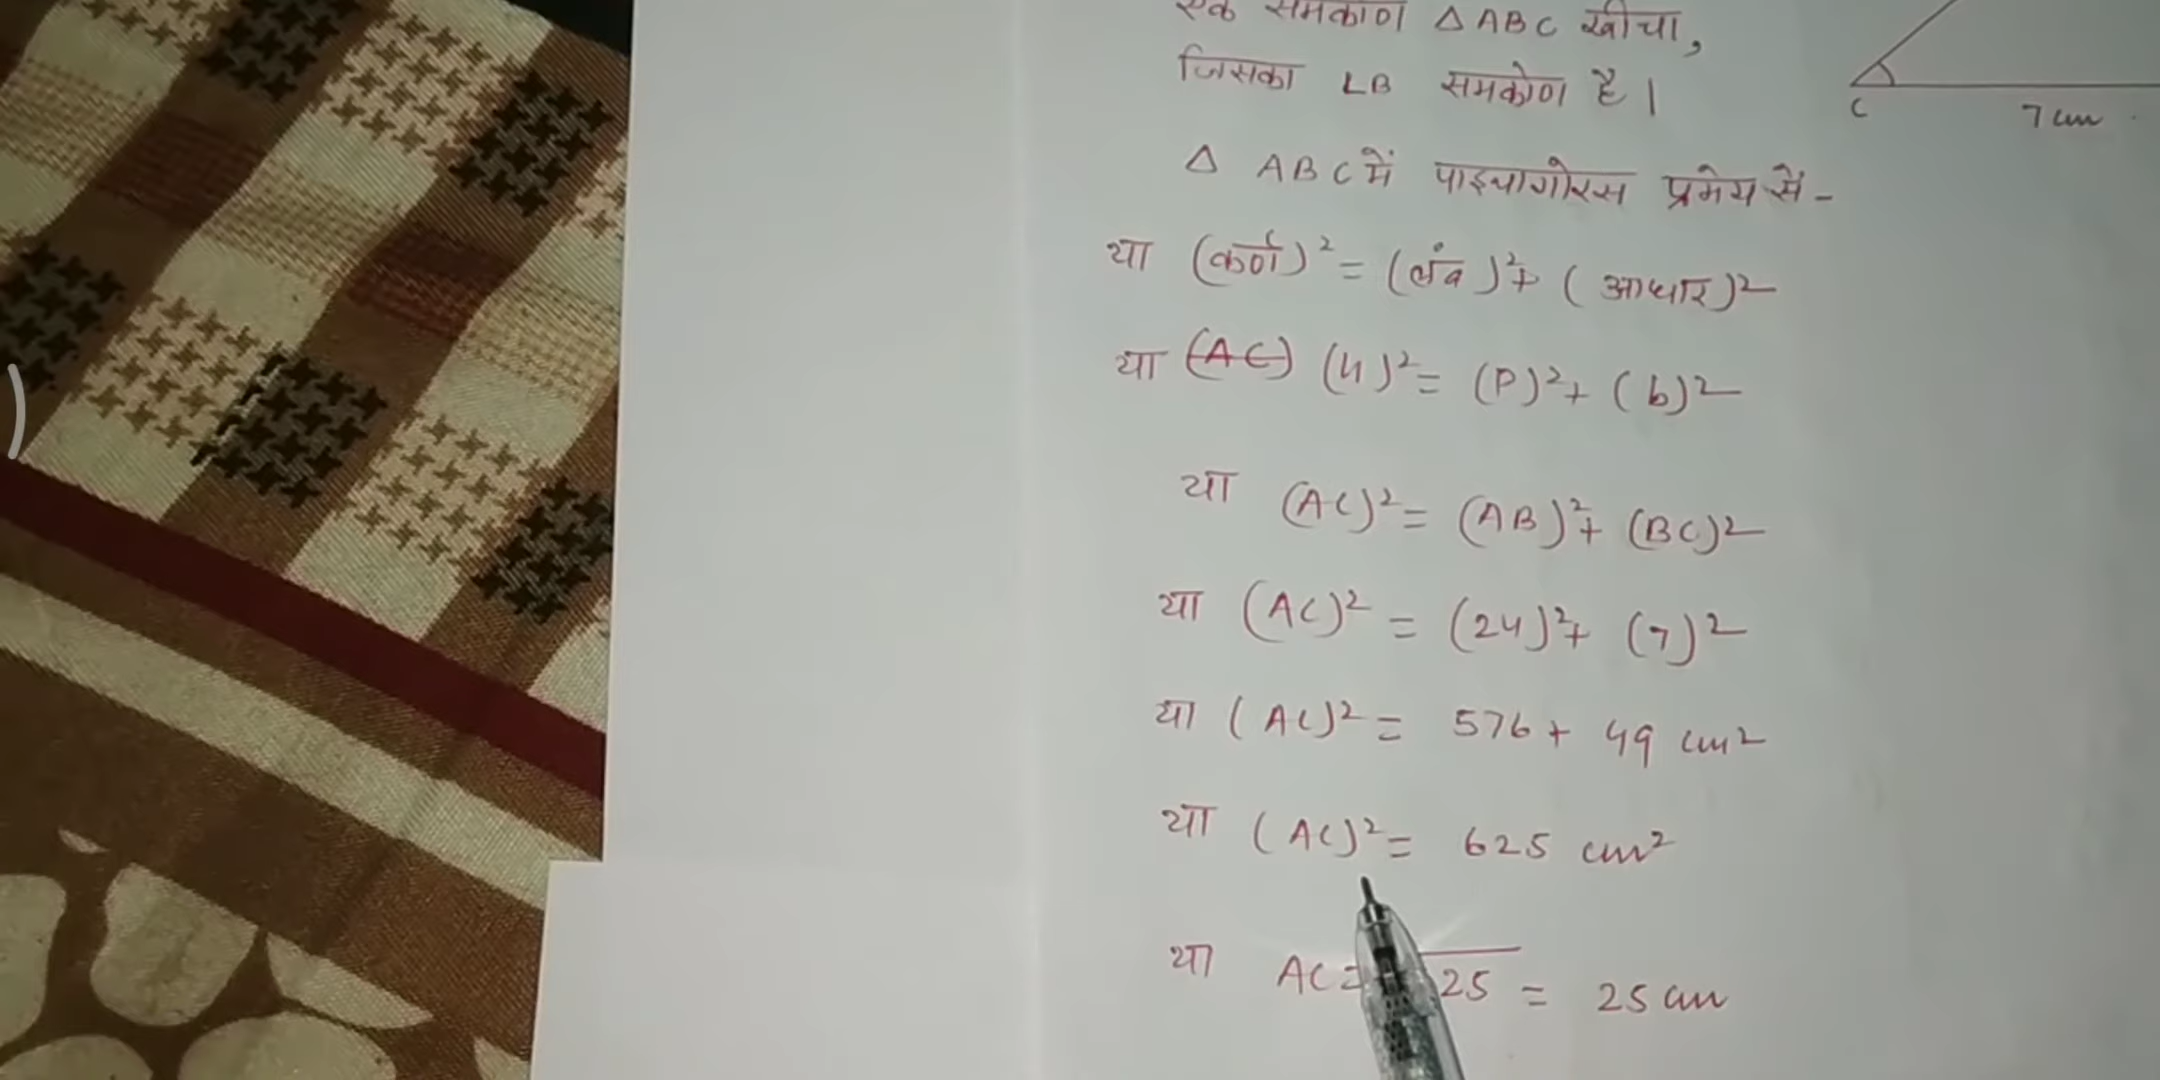 एक समकोण △ ABC खींचा,
जिसका ∠B समकोण है।
C
7 cm
△ ABC में पाइथागोरस प्रमेय से -
या (कर्ण)² = (लंब)² + (आधार)²
या (AC) (h)² = (P)² + (b)²
या (AC)² = (AB)² + (BC)²
या (AC)² = (24)² + (7)²
या (AC)² = 576 + 49 cm²
या (AC)² = 625 cm²
या AC = 25 = 25 cm